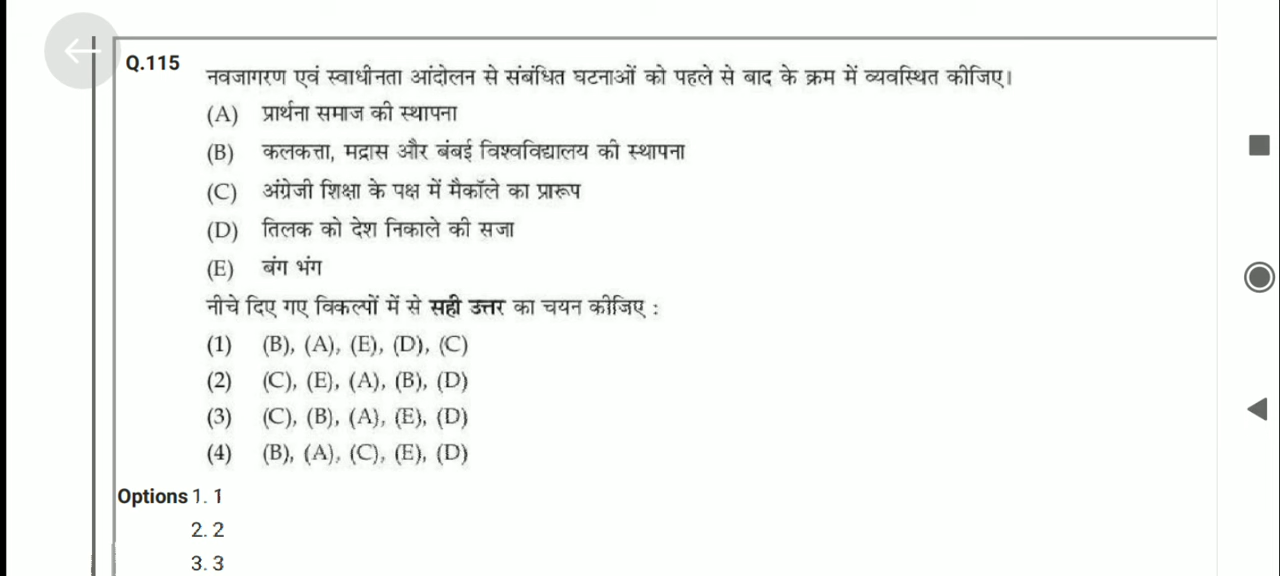 Q.115
नवजागरण एवं स्वाधीनता आंदोलन से संबंधित घटनाओं को पहले से बाद के क्रम में व्यवस्थित कीजिए।
(A) प्रार्थना समाज की स्थापना
(B) कलकत्ता, मद्रास और बंबई विश्वविद्यालय की स्थापना
(C) अंग्रेजी शिक्षा के पक्ष में मैकॉले का प्रारूप
(D) तिलक को देश निकाले की सजा
(E) बंग भंग
नीचे दिए गए विकल्पों में से सही उत्तर का चयन कीजिए :
(1) (B), (A), (E), (D), (C)
(2) (C), (E), (A), (B), (D)
(3) (C), (B), (A), (E), (D)
(4) (B), (A), (C), (E), (D)
Options 1. 1
2. 2
3. 3